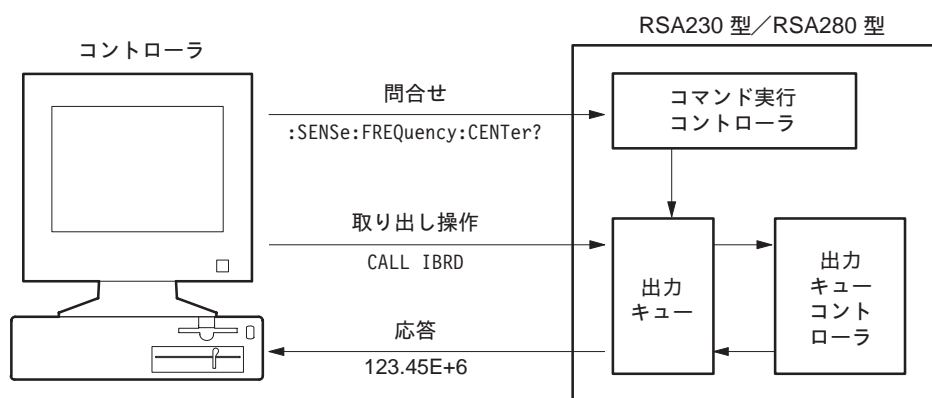 RSA230 型／RSA280 型
コントローラ
問合せ
:SENSe:FREQuency:CENTer?
コマンド実行
コントローラ
取り出し操作
CALL IBRD
出力
キュー
出力
キュー
コント
ローラ
応答
123.45E+6